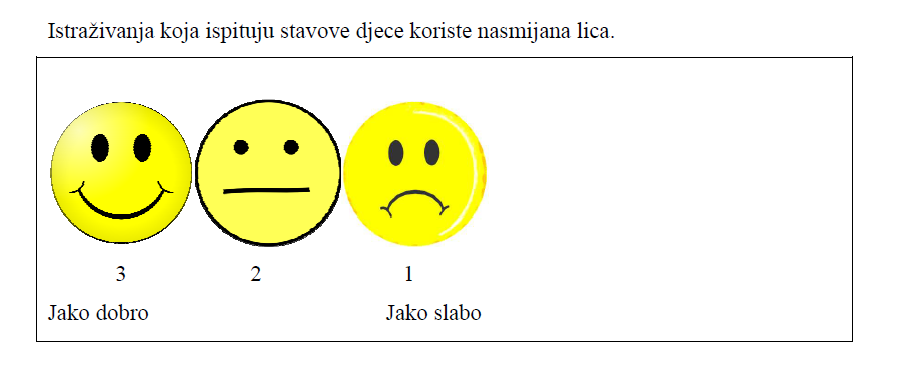 Istraživanja koja ispituju stavove djece koriste nasmijana lica.
3 2 1
Jako dobro Jako slabo